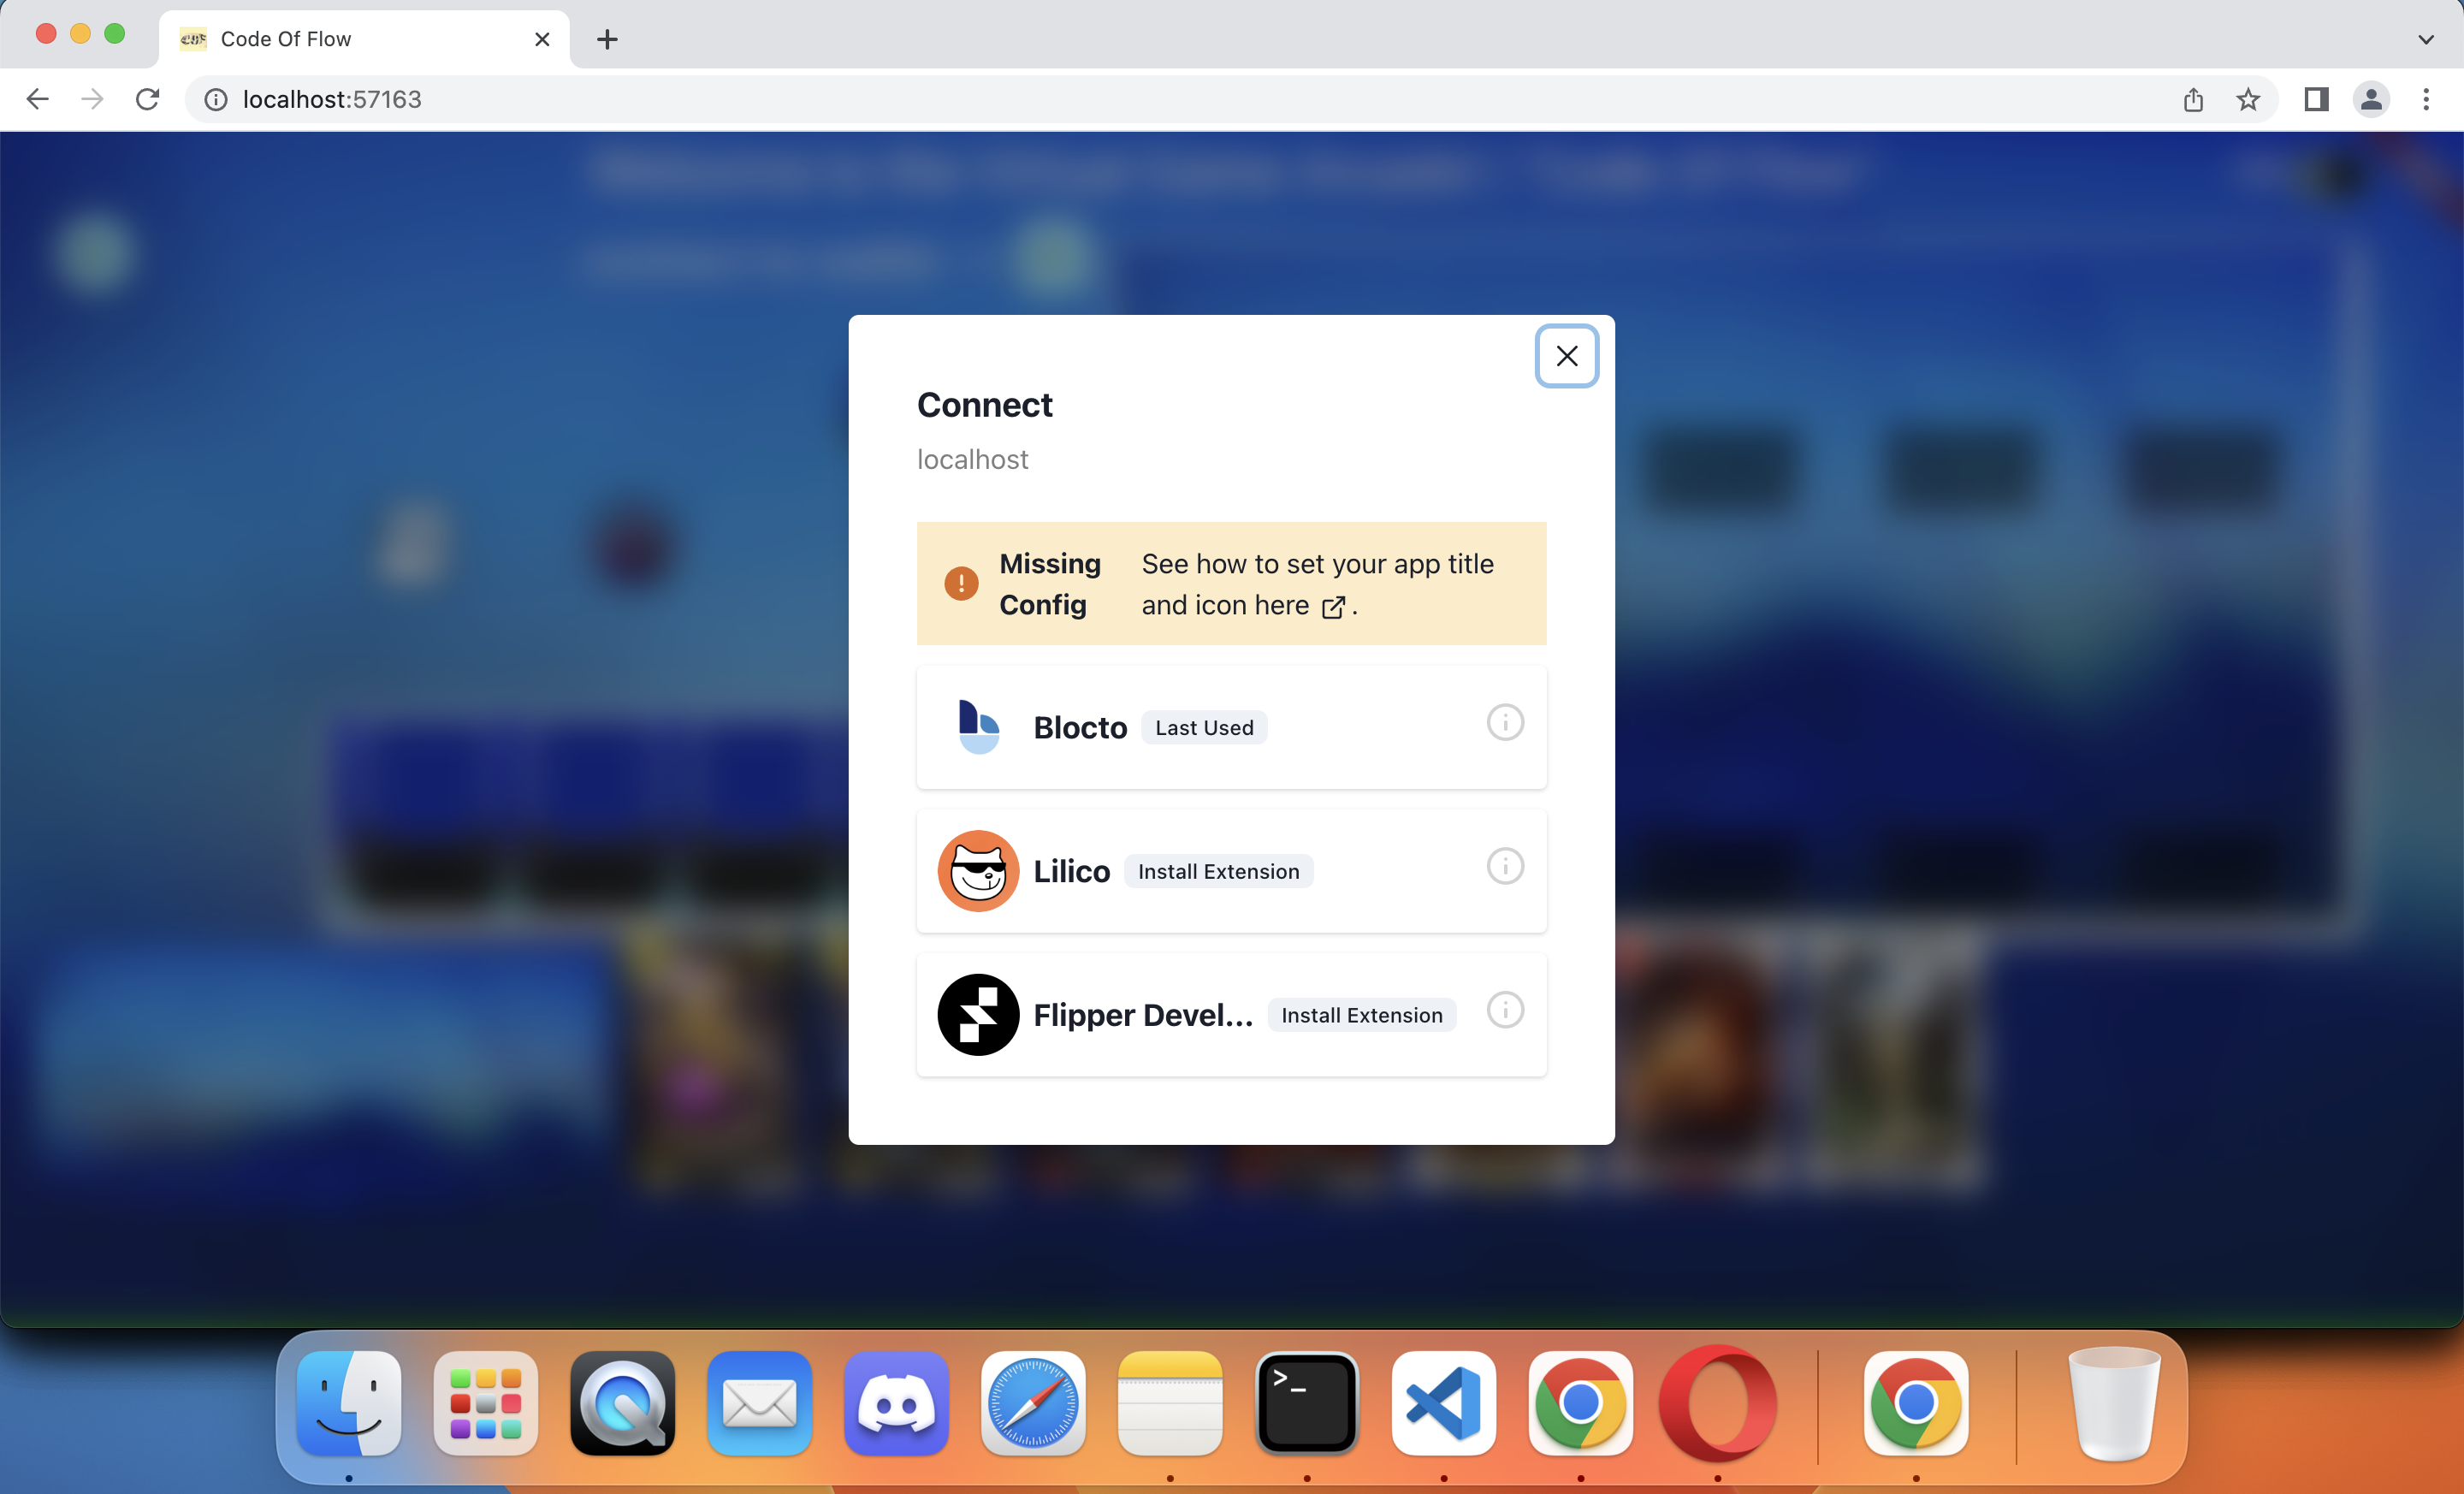 Code Of Flow
localhost:57163
Connect
localhost
Missing Config
See how to set your app title and icon here .
Blocto
Last Used
Lilico
Install Extension
Flipper Devel...
Install Extension
>_